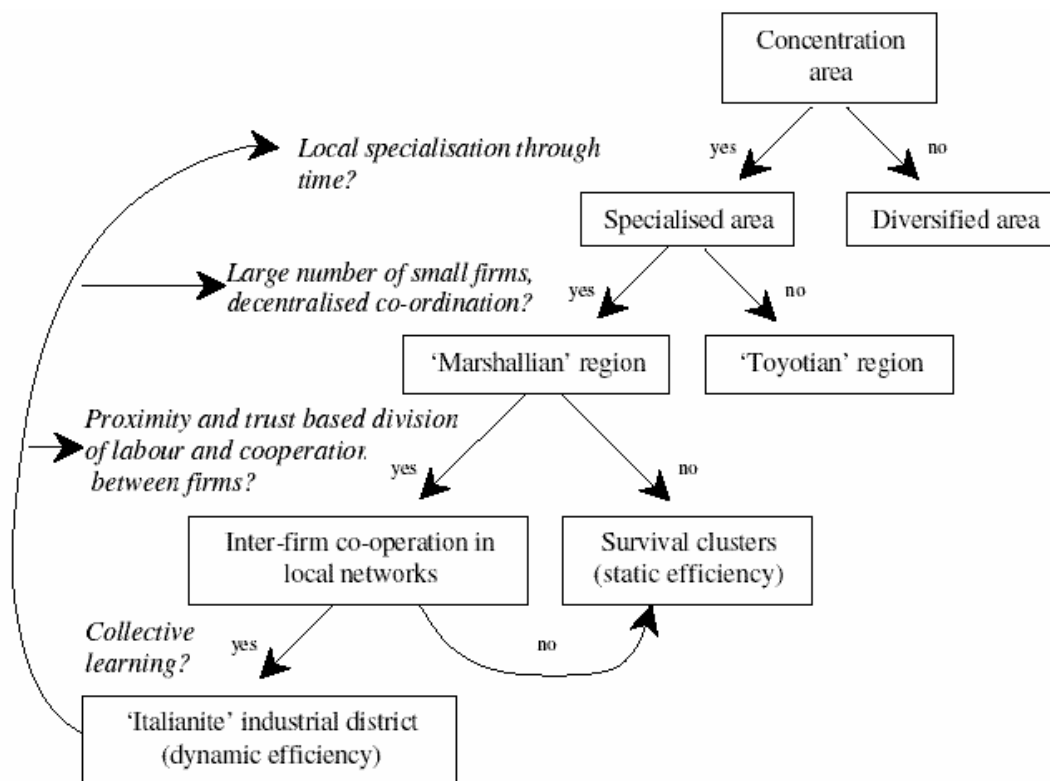 Concentration
area
yes
no
Local specialisation through
time?
Specialised area
Diversified area
Large number of small firms,
decentralised co-ordination?
yes
no
‘Marshallian’ region
‘Toyotian’ region
Proximity and trust based division
of labour and cooperation
between firms?
yes
no
Inter-firm co-operation in
local networks
Survival clusters
(static efficiency)
Collective
learning?
yes
no
‘Italianite’ industrial district
(dynamic efficiency)